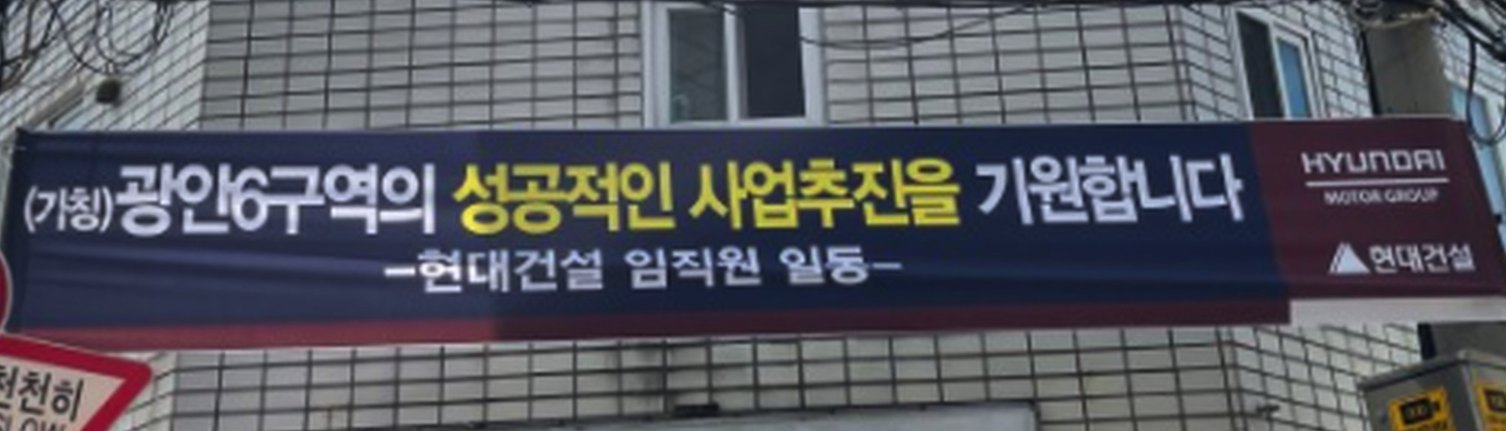 (가칭)광안6구역의 성공적인 사업추진을 기원합니다
-현대건설 임직원 일동-
HYUNDAI
MOTOR GROUP
현대건설
천천히
SLOW